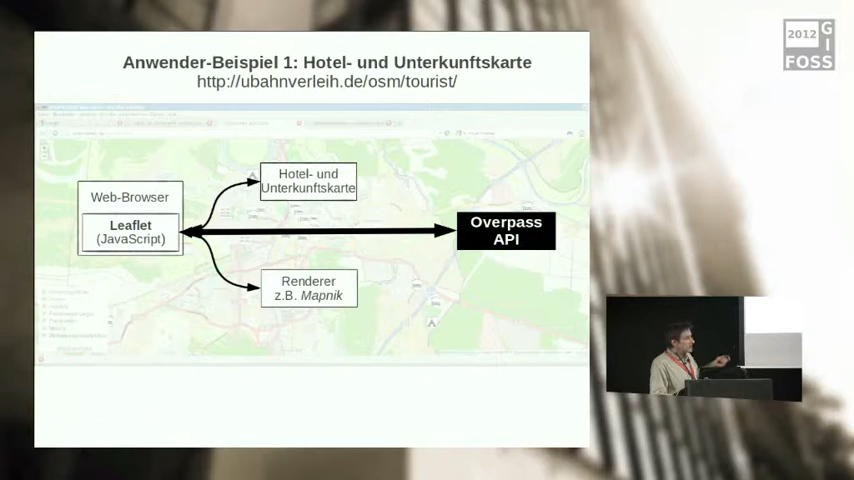 Anwender-Beispiel 1: Hotel- und Unterkunftskarte
http://ubahnverleih.de/osm/tourist/
2012
GI
FOSS
Hotel- und
Unterkunftskarte
Web-Browser
Leaflet
(JavaScript)
Overpass
API
Renderer
z.B. Mapnik